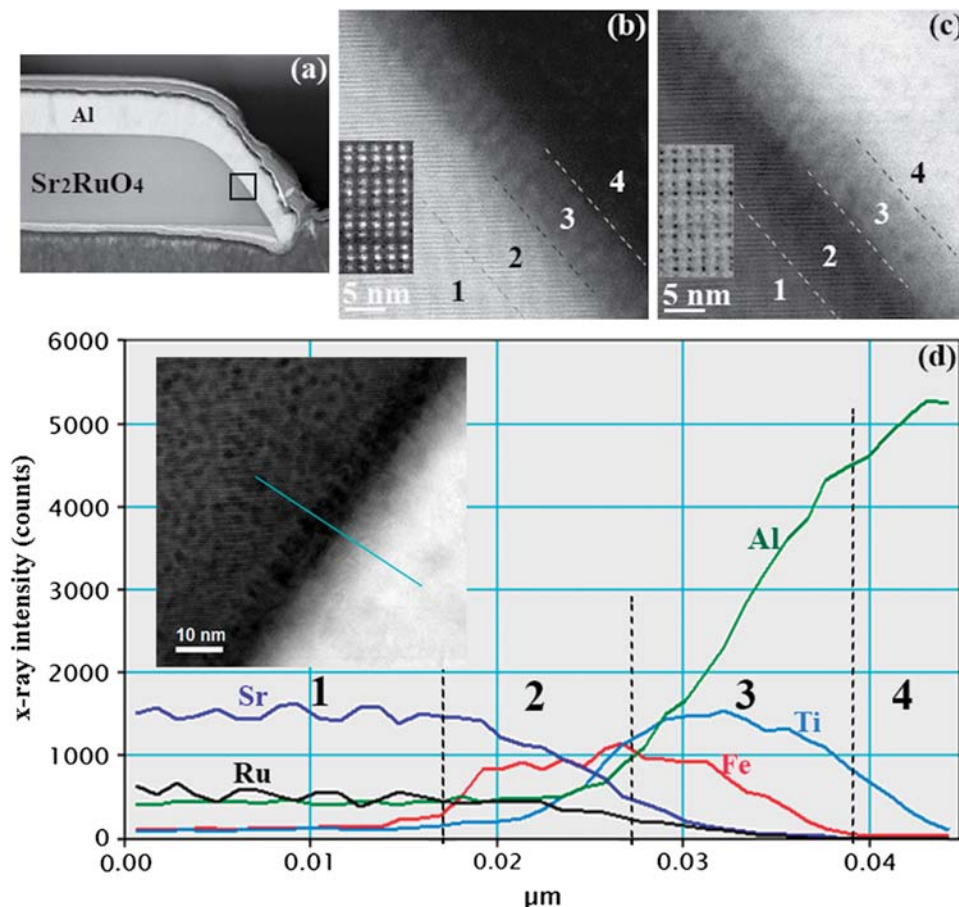 (a)
Al
Sr₂RuO₄
(b)
4
3
2
1
5 nm
(c)
4
3
2
1
5 nm
(d)
6000
5000
4000
3000
2000
1000
0
x-ray intensity (counts)
10 nm
Al
Sr
1
2
3
4
Ti
Ru
Fe
0.00
0.01
0.02
0.03
0.04
µm